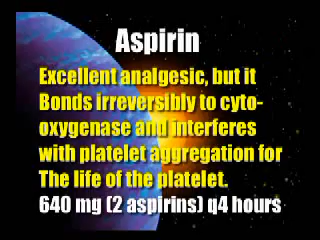 Aspirin
Excellent analgesic, but it
Bonds irreversibly to cyto-
oxygenase and interferes
with platelet aggregation for
The life of the platelet.
640 mg (2 aspirins) q4 hours